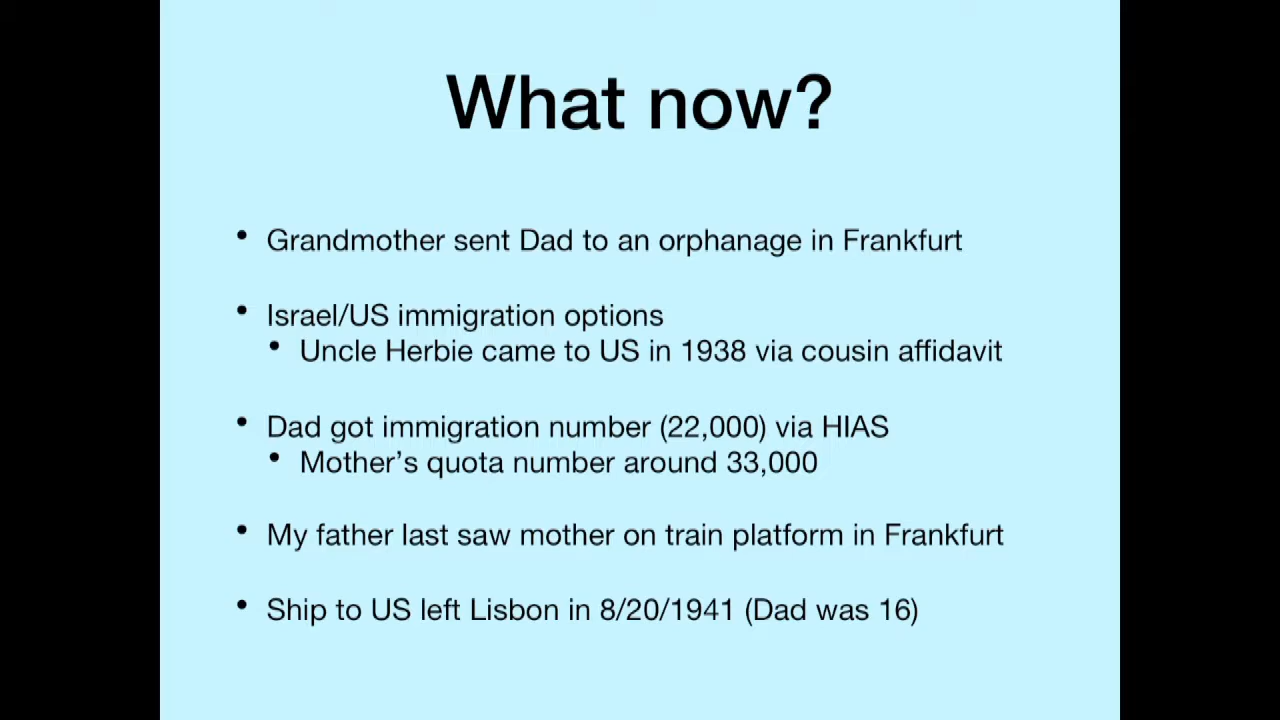 What now?
• Grandmother sent Dad to an orphanage in Frankfurt
• Israel/US immigration options
• Uncle Herbie came to US in 1938 via cousin affidavit
• Dad got immigration number (22,000) via HIAS
• Mother’s quota number around 33,000
• My father last saw mother on train platform in Frankfurt
• Ship to US left Lisbon in 8/20/1941 (Dad was 16)